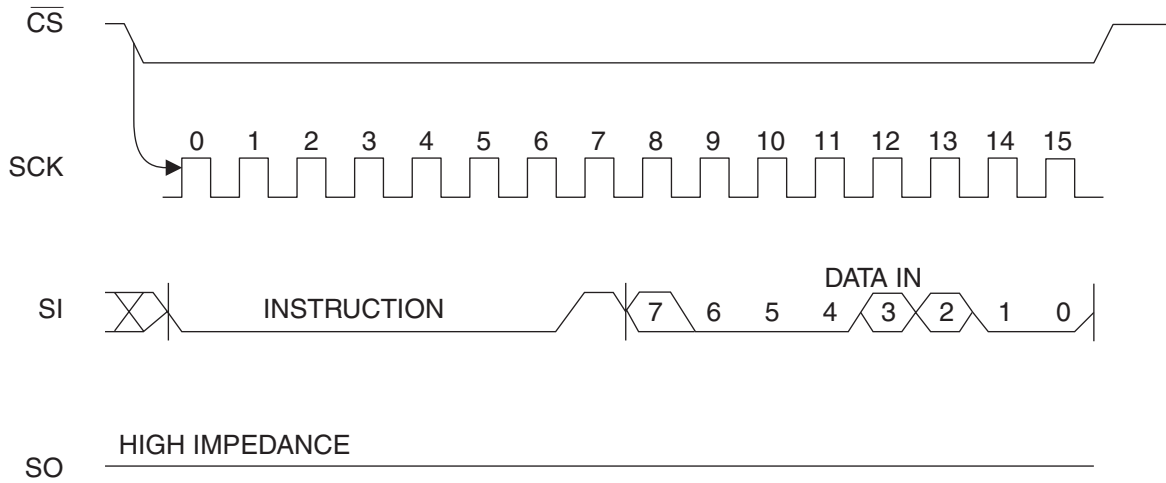 CS
0 1 2 3 4 5 6 7 8 9 10 11 12 13 14 15
SCK
DATA IN
SI INSTRUCTION 7 6 5 4 3 2 1 0
HIGH IMPEDANCE
SO